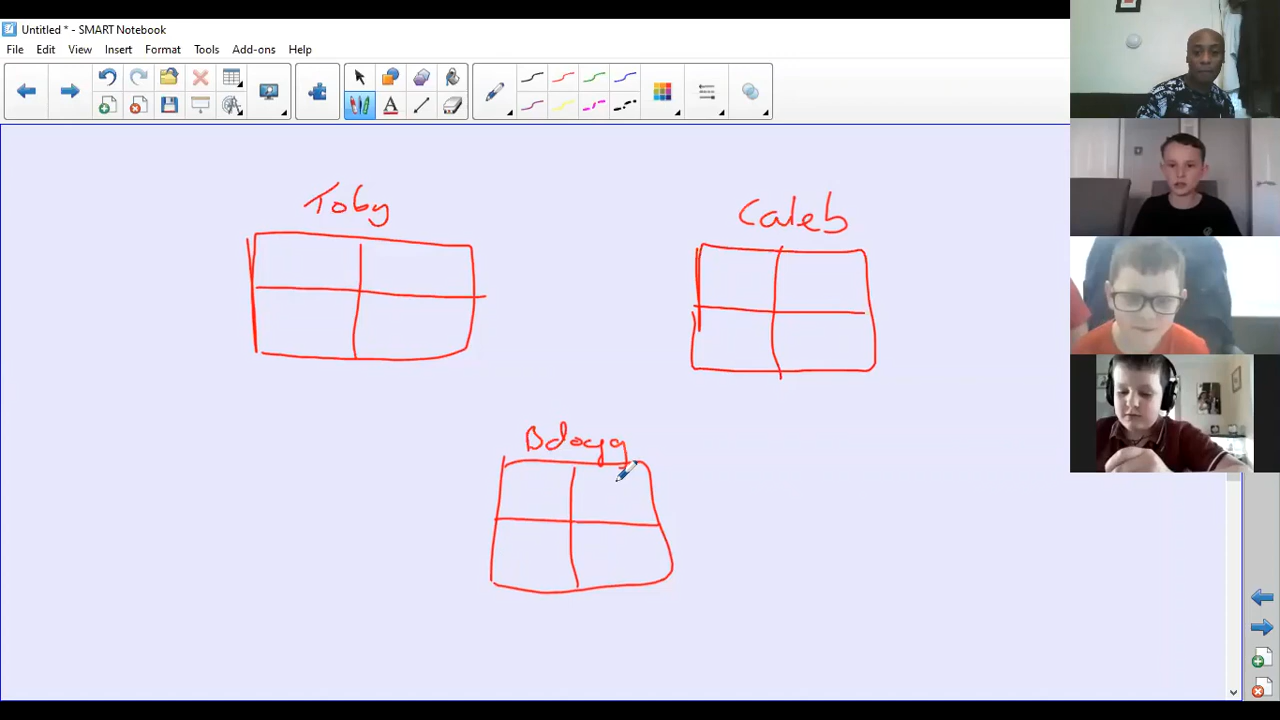 Untitled * - SMART Notebook
File Edit View Insert Format Tools Add-ons Help
Toby
Caleb